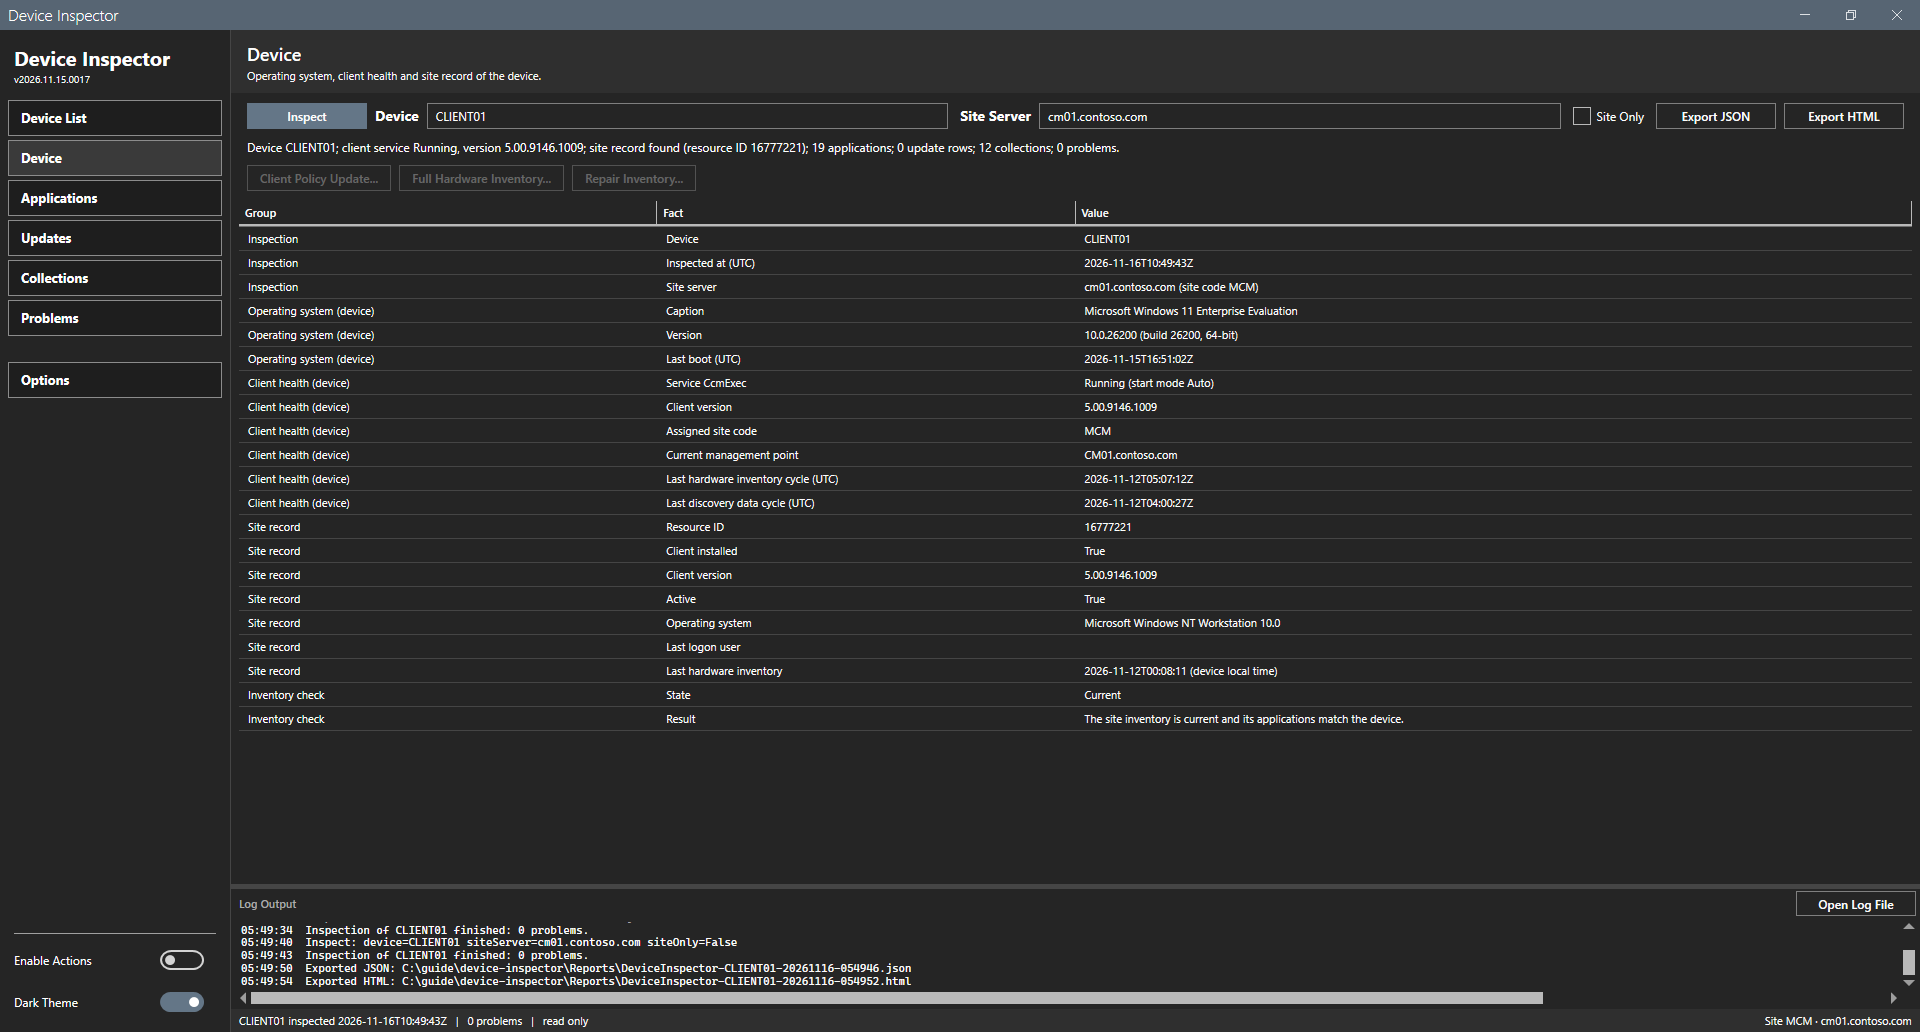 Device Inspector
Device Inspector
v2026.11.15.0017
Device List
Device
Applications
Updates
Collections
Problems
Options
Enable Actions
Dark Theme
Device
Operating system, client health and site record of the device.
Inspect Device CLIENT01 Site Server cm01.contoso.com Site Only Export JSON Export HTML
Device CLIENT01; client service Running, version 5.00.9146.1009; site record found (resource ID 16777221); 19 applications; 0 update rows; 12 collections; 0 problems.
Client Policy Update... Full Hardware Inventory... Repair Inventory...
Group Fact Value
Inspection Device CLIENT01
Inspection Inspected at (UTC) 2026-11-16T10:49:43Z
Inspection Site server cm01.contoso.com (site code MCM)
Operating system (device) Caption Microsoft Windows 11 Enterprise Evaluation
Operating system (device) Version 10.0.26200 (build 26200, 64-bit)
Operating system (device) Last boot (UTC) 2026-11-15T16:51:02Z
Client health (device) Service CcmExec Running (start mode Auto)
Client health (device) Client version 5.00.9146.1009
Client health (device) Assigned site code MCM
Client health (device) Current management point CM01.contoso.com
Client health (device) Last hardware inventory cycle (UTC) 2026-11-12T05:07:12Z
Client health (device) Last discovery data cycle (UTC) 2026-11-12T04:00:27Z
Site record Resource ID 16777221
Site record Client installed True
Site record Client version 5.00.9146.1009
Site record Active True
Site record Operating system Microsoft Windows NT Workstation 10.0
Site record Last logon user
Site record Last hardware inventory 2026-11-12T00:08:11 (device local time)
Inventory check State Current
Inventory check Result The site inventory is current and its applications match the device.
Log Output Open Log File
05:49:34 Inspection of CLIENT01 finished: 0 problems.
05:49:40 Inspect: device=CLIENT01 siteServer=cm01.contoso.com siteOnly=False
05:49:43 Inspection of CLIENT01 finished: 0 problems.
05:49:50 Exported JSON: C:\guide\device-inspector\Reports\DeviceInspector-CLIENT01-20261116-054946.json
05:49:54 Exported HTML: C:\guide\device-inspector\Reports\DeviceInspector-CLIENT01-20261116-054952.html
CLIENT01 inspected 2026-11-16T10:49:43Z | 0 problems | read only Site MCM · cm01.contoso.com